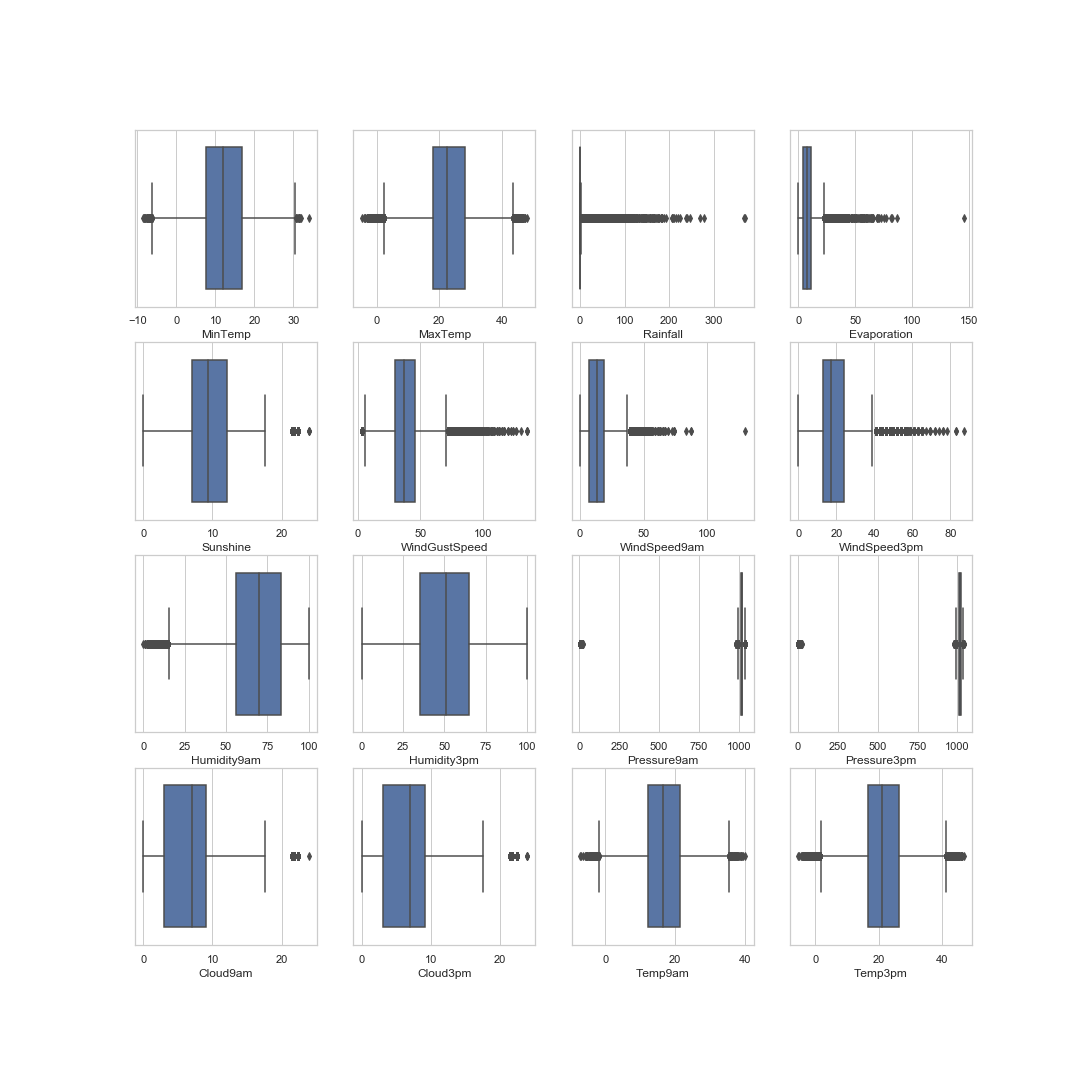 −10 0 10 20 30 0 20 40 0 100 200 300 0 50 100 150
MinTemp MaxTemp Rainfall Evaporation
0 10 20 0 50 100 0 50 100 0 20 40 60 80
Sunshine WindGustSpeed WindSpeed9am WindSpeed3pm
0 25 50 75 100 0 25 50 75 100 0 250 500 750 1000 0 250 500 750 1000
Humidity9am Humidity3pm Pressure9am Pressure3pm
0 10 20 0 10 20 0 20 40 0 20 40
Cloud9am Cloud3pm Temp9am Temp3pm